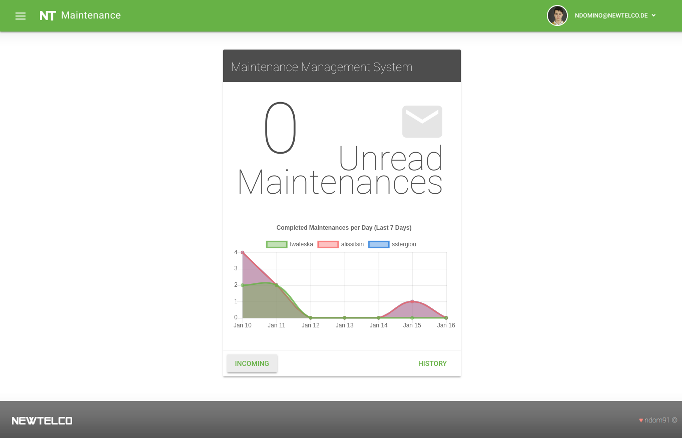 NT Maintenance
NDOMINO@NEWTELCO.DE
Maintenance Management System
0
Unread
Maintenances
Completed Maintenances per Day (Last 7 Days)
fwaleska alissitsin sstergiou
4
3
2
1
0
Jan 10 Jan 11 Jan 12 Jan 13 Jan 14 Jan 15 Jan 16
INCOMING HISTORY
NEWTELCO
♥ ndom91 ©